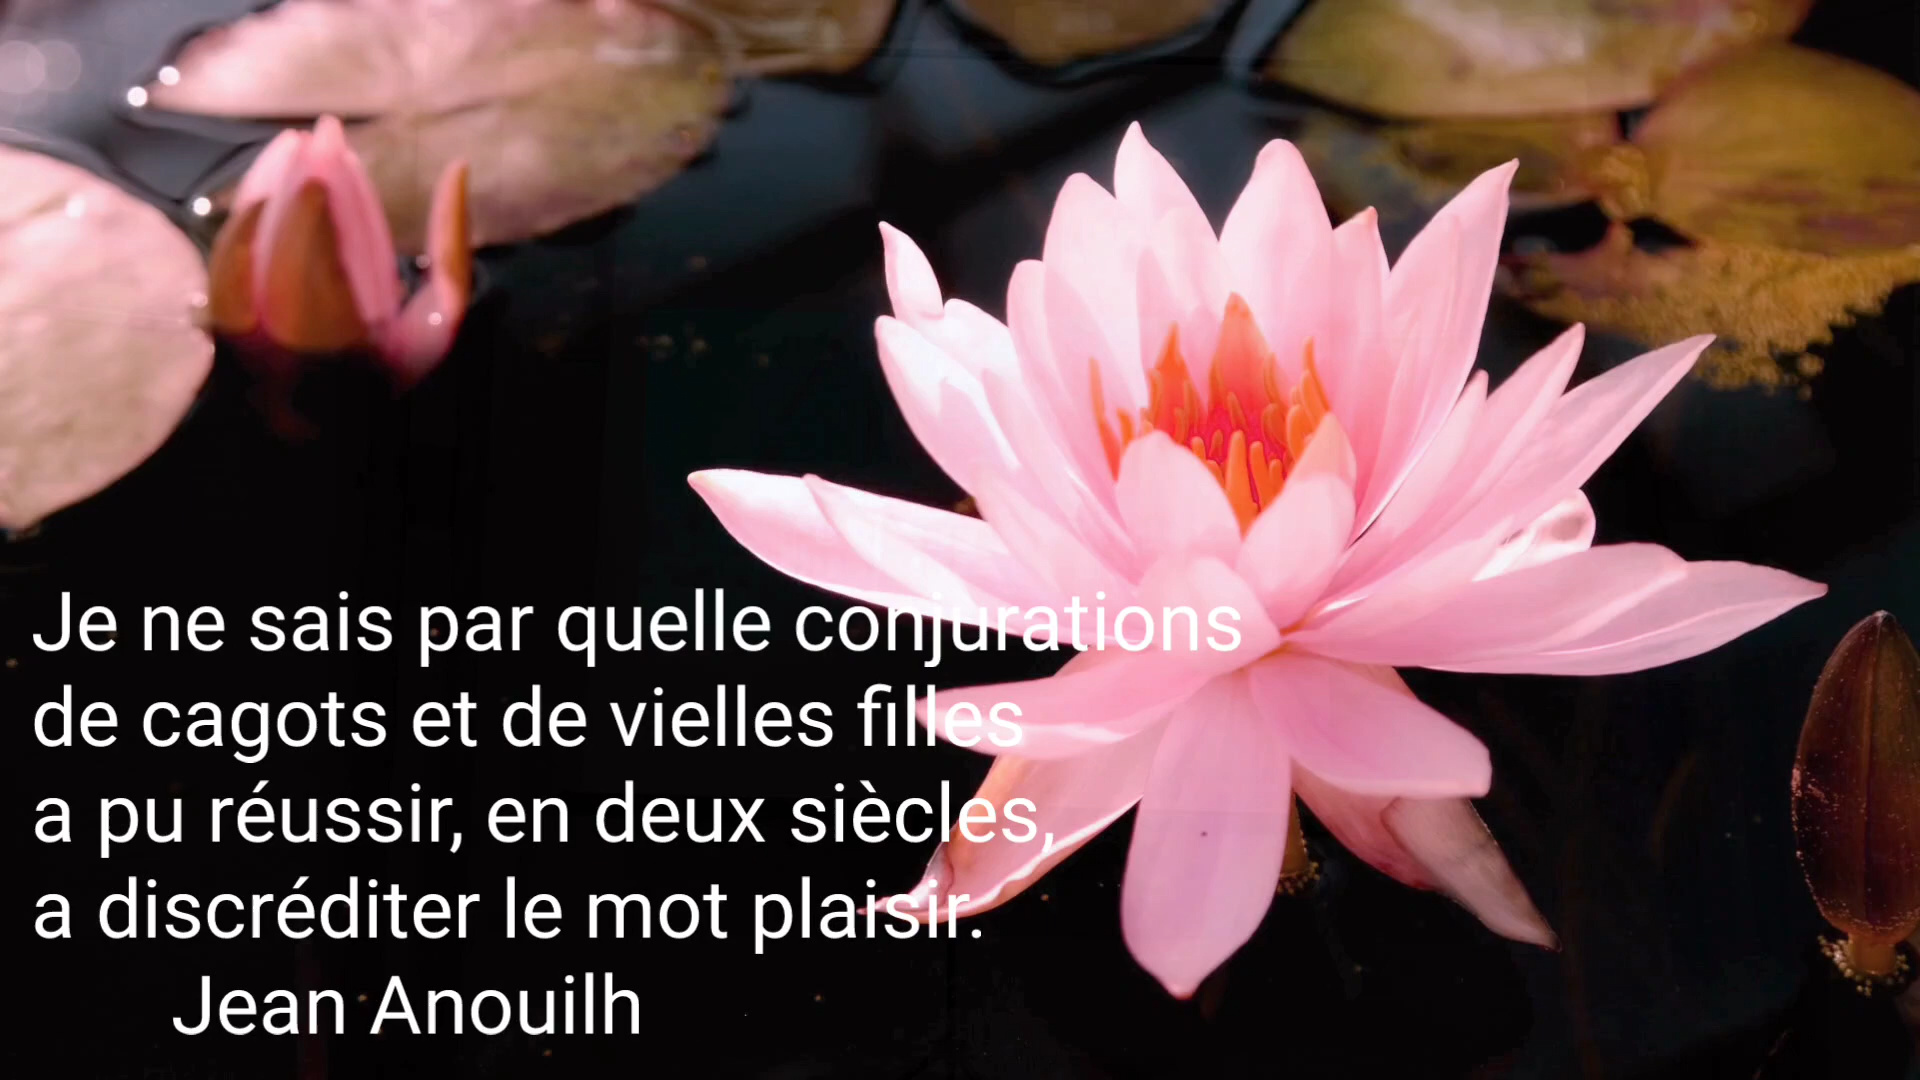 Je ne sais par quelle conjurations
de cagots et de vielles filles
a pu réussir, en deux siècles,
a discréditer le mot plaisir.
Jean Anouilh